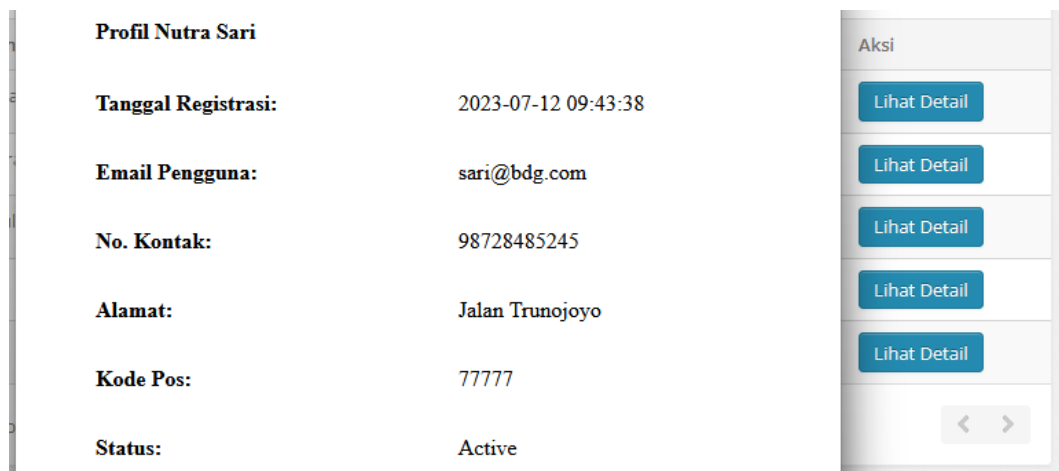 Profil Nutra Sari
Aksi
Tanggal Registrasi: 2023-07-12 09:43:38
Lihat Detail
Email Pengguna: sari@bdg.com
Lihat Detail
No. Kontak: 98728485245
Lihat Detail
Alamat: Jalan Trunojoyo
Lihat Detail
Kode Pos: 77777
Lihat Detail
Status: Active